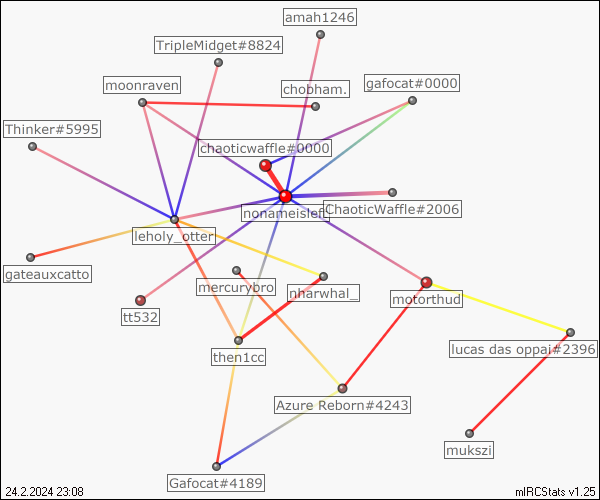 amah1246
TripleMidget#8824
moonraven
chobham.
gafocat#0000
Thinker#5995
chaoticwaffle#0000
nonameisleft
ChaoticWaffle#2006
leholy_otter
gateauxcatto
mercurybro
nharwhal_
motorthud
tt532
then1cc
lucas das oppai#2396
Azure Reborn#4243
mukszi
Gafocat#4189
24.2.2024 23:08
mIRCStats v1.25